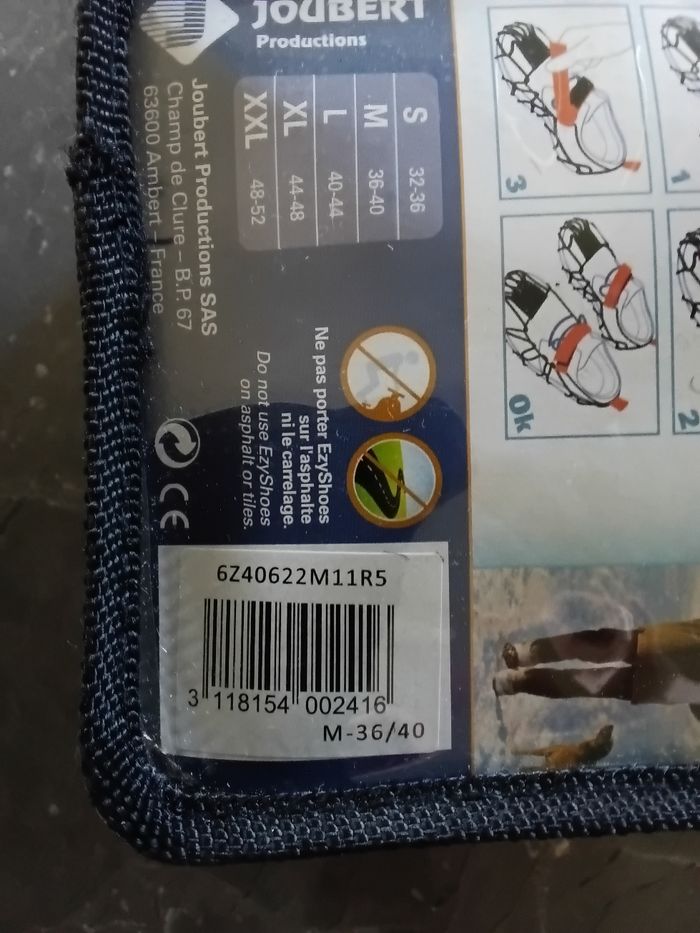 JOUBERT
Productions
S 32-36
M 36-40
L 40-44
XL 44-48
XXL 48-52
Joubert Productions SAS
Champ de Clure – B.P. 67
63600 Ambert – France
Ne pas porter EzyShoes
sur l'asphalte
ni le carrelage.
Do not use EzyShoes
on asphalt or tiles.
CE
3
1
Ok
2
6Z40622M11R5
3 118154 002416
M-36/40